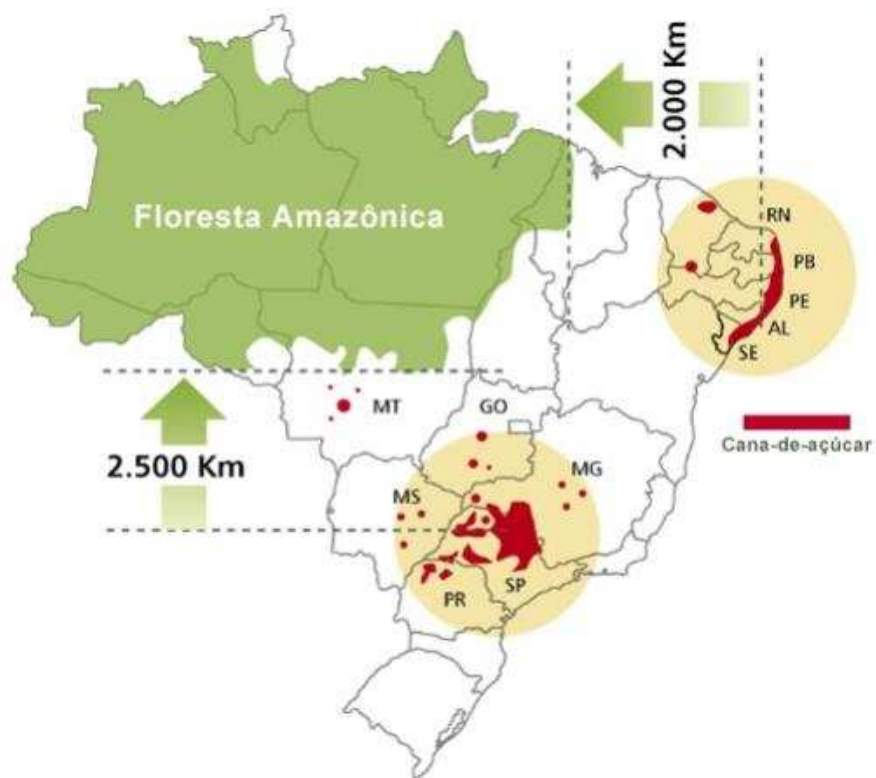 2.000 Km
Floresta Amazônica
RN
PB
PE
AL
SE
MT
GO
Cana-de-açúcar
2.500 Km
MG
MS
SP
PR